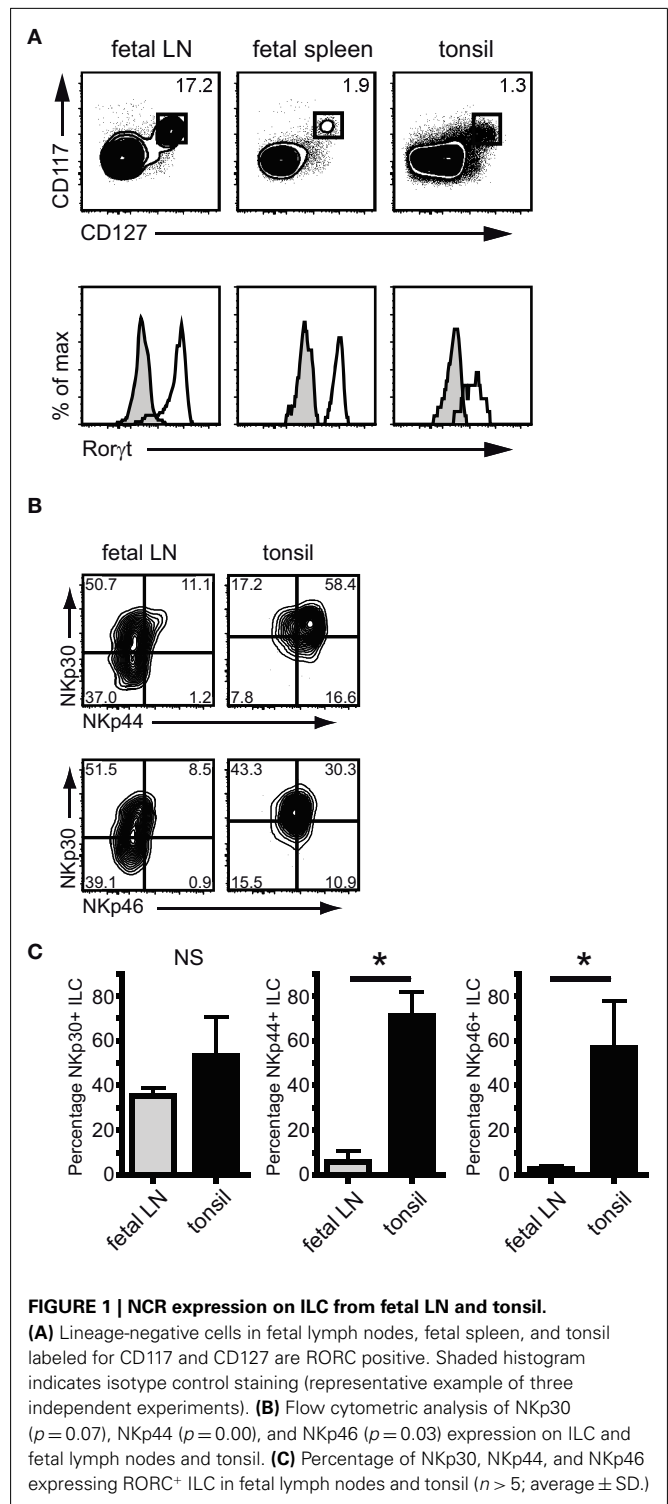 A
fetal LN fetal spleen tonsil
17.2 1.9 1.3
CD117
CD127
% of max
Rorγt
B
fetal LN tonsil
50.7 11.1 17.2 58.4
NKp30
37.0 1.2 7.8 16.6
NKp44
51.5 8.5 43.3 30.3
NKp30
39.1 0.9 15.5 10.9
NKp46
C
NS * *
Percentage NKp30+ ILC
80
60
40
20
0
fetal LN tonsil
Percentage NKp44+ ILC
80
60
40
20
0
fetal LN tonsil
Percentage NKp46+ ILC
80
60
40
20
0
fetal LN tonsil
FIGURE 1 | NCR expression on ILC from fetal LN and tonsil.
(A) Lineage-negative cells in fetal lymph nodes, fetal spleen, and tonsil
labeled for CD117 and CD127 are RORC positive. Shaded histogram
indicates isotype control staining (representative example of three
independent experiments). (B) Flow cytometric analysis of NKp30
(p = 0.07), NKp44 (p = 0.00), and NKp46 (p = 0.03) expression on ILC and
fetal lymph nodes and tonsil. (C) Percentage of NKp30, NKp44, and NKp46
expressing RORC⁺ ILC in fetal lymph nodes and tonsil (n > 5; average ± SD.)